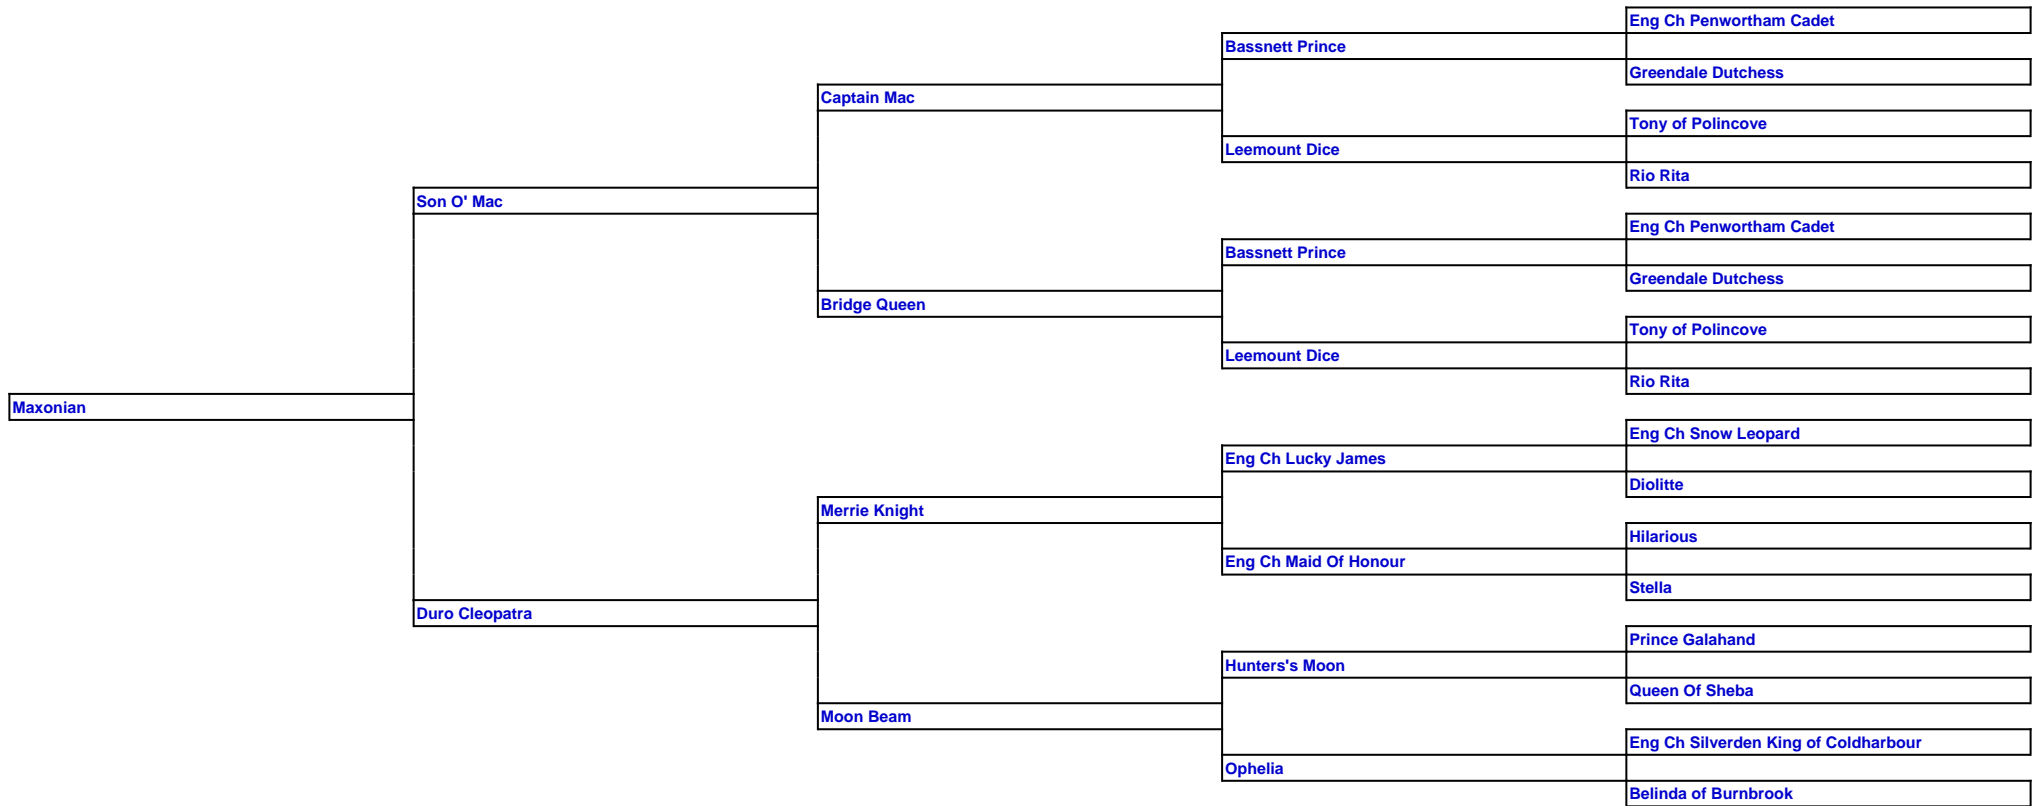 Eng Ch Penwortham Cadet
Bassnett Prince
Greendale Dutchess
Captain Mac
Tony of Polincove
Leemount Dice
Rio Rita
Son O' Mac
Eng Ch Penwortham Cadet
Bassnett Prince
Greendale Dutchess
Bridge Queen
Tony of Polincove
Leemount Dice
Rio Rita
Maxonian
Eng Ch Snow Leopard
Eng Ch Lucky James
Diolitte
Merrie Knight
Hilarious
Eng Ch Maid Of Honour
Stella
Duro Cleopatra
Prince Galahand
Hunters's Moon
Queen Of Sheba
Moon Beam
Eng Ch Silverden King of Coldharbour
Ophelia
Belinda of Burnbrook